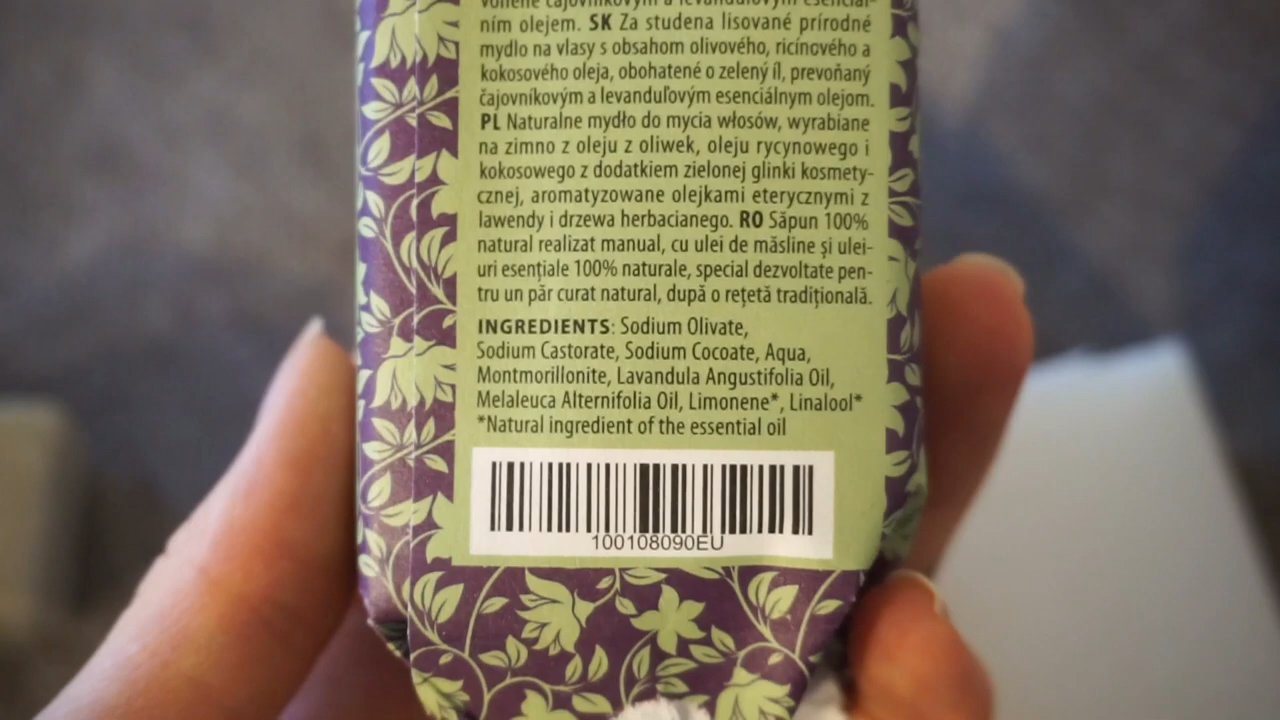 voněné čajovníkovým a levandulovým esenciál-
ním olejem. SK Za studena lisované prírodné
mydlo na vlasy s obsahom olivového, ricínového a
kokosového oleja, obohatené o zelený íl, prevoňaný
čajovníkovým a levanduľovým esenciálnym olejom.
PL Naturalne mydło do mycia włosów, wyrabiane
na zimno z oleju z oliwek, oleju rycynowego i
kokosowego z dodatkiem zielonej glinki kosmety-
cznej, aromatyzowane olejkami eterycznymi z
lawendy i drzewa herbacianego. RO Săpun 100%
natural realizat manual, cu ulei de măsline și ulei-
uri esențiale 100% naturale, special dezvoltate pen-
tru un păr curat natural, după o rețetă tradițională.
INGREDIENTS: Sodium Olivate,
Sodium Castorate, Sodium Cocoate, Aqua,
Montmorillonite, Lavandula Angustifolia Oil,
Melaleuca Alternifolia Oil, Limonene*, Linalool*
*Natural ingredient of the essential oil
100108090EU